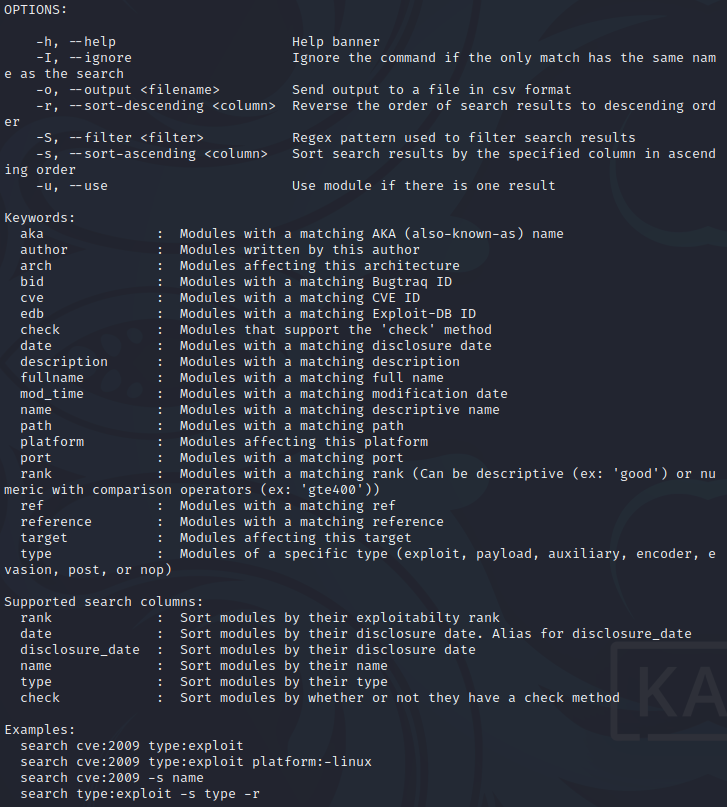 OPTIONS:
-h, --help Help banner
-I, --ignore Ignore the command if the only match has the same nam
e as the search
-o, --output <filename> Send output to a file in csv format
-r, --sort-descending <column> Reverse the order of search results to descending ord
er
-S, --filter <filter> Regex pattern used to filter search results
-s, --sort-ascending <column> Sort search results by the specified column in ascend
ing order
-u, --use Use module if there is one result
Keywords:
aka : Modules with a matching AKA (also-known-as) name
author : Modules written by this author
arch : Modules affecting this architecture
bid : Modules with a matching Bugtraq ID
cve : Modules with a matching CVE ID
edb : Modules with a matching Exploit-DB ID
check : Modules that support the 'check' method
date : Modules with a matching disclosure date
description : Modules with a matching description
fullname : Modules with a matching full name
mod_time : Modules with a matching modification date
name : Modules with a matching descriptive name
path : Modules with a matching path
platform : Modules affecting this platform
port : Modules with a matching port
rank : Modules with a matching rank (Can be descriptive (ex: 'good') or nu
meric with comparison operators (ex: 'gte400'))
ref : Modules with a matching ref
reference : Modules with a matching reference
target : Modules affecting this target
type : Modules of a specific type (exploit, payload, auxiliary, encoder, e
vasion, post, or nop)
Supported search columns:
rank : Sort modules by their exploitabilty rank
date : Sort modules by their disclosure date. Alias for disclosure_date
disclosure_date : Sort modules by their disclosure date
name : Sort modules by their name
type : Sort modules by their type
check : Sort modules by whether or not they have a check method
KA
Examples:
search cve:2009 type:exploit
search cve:2009 type:exploit platform:-linux
search cve:2009 -s name
search type:exploit -s type -r